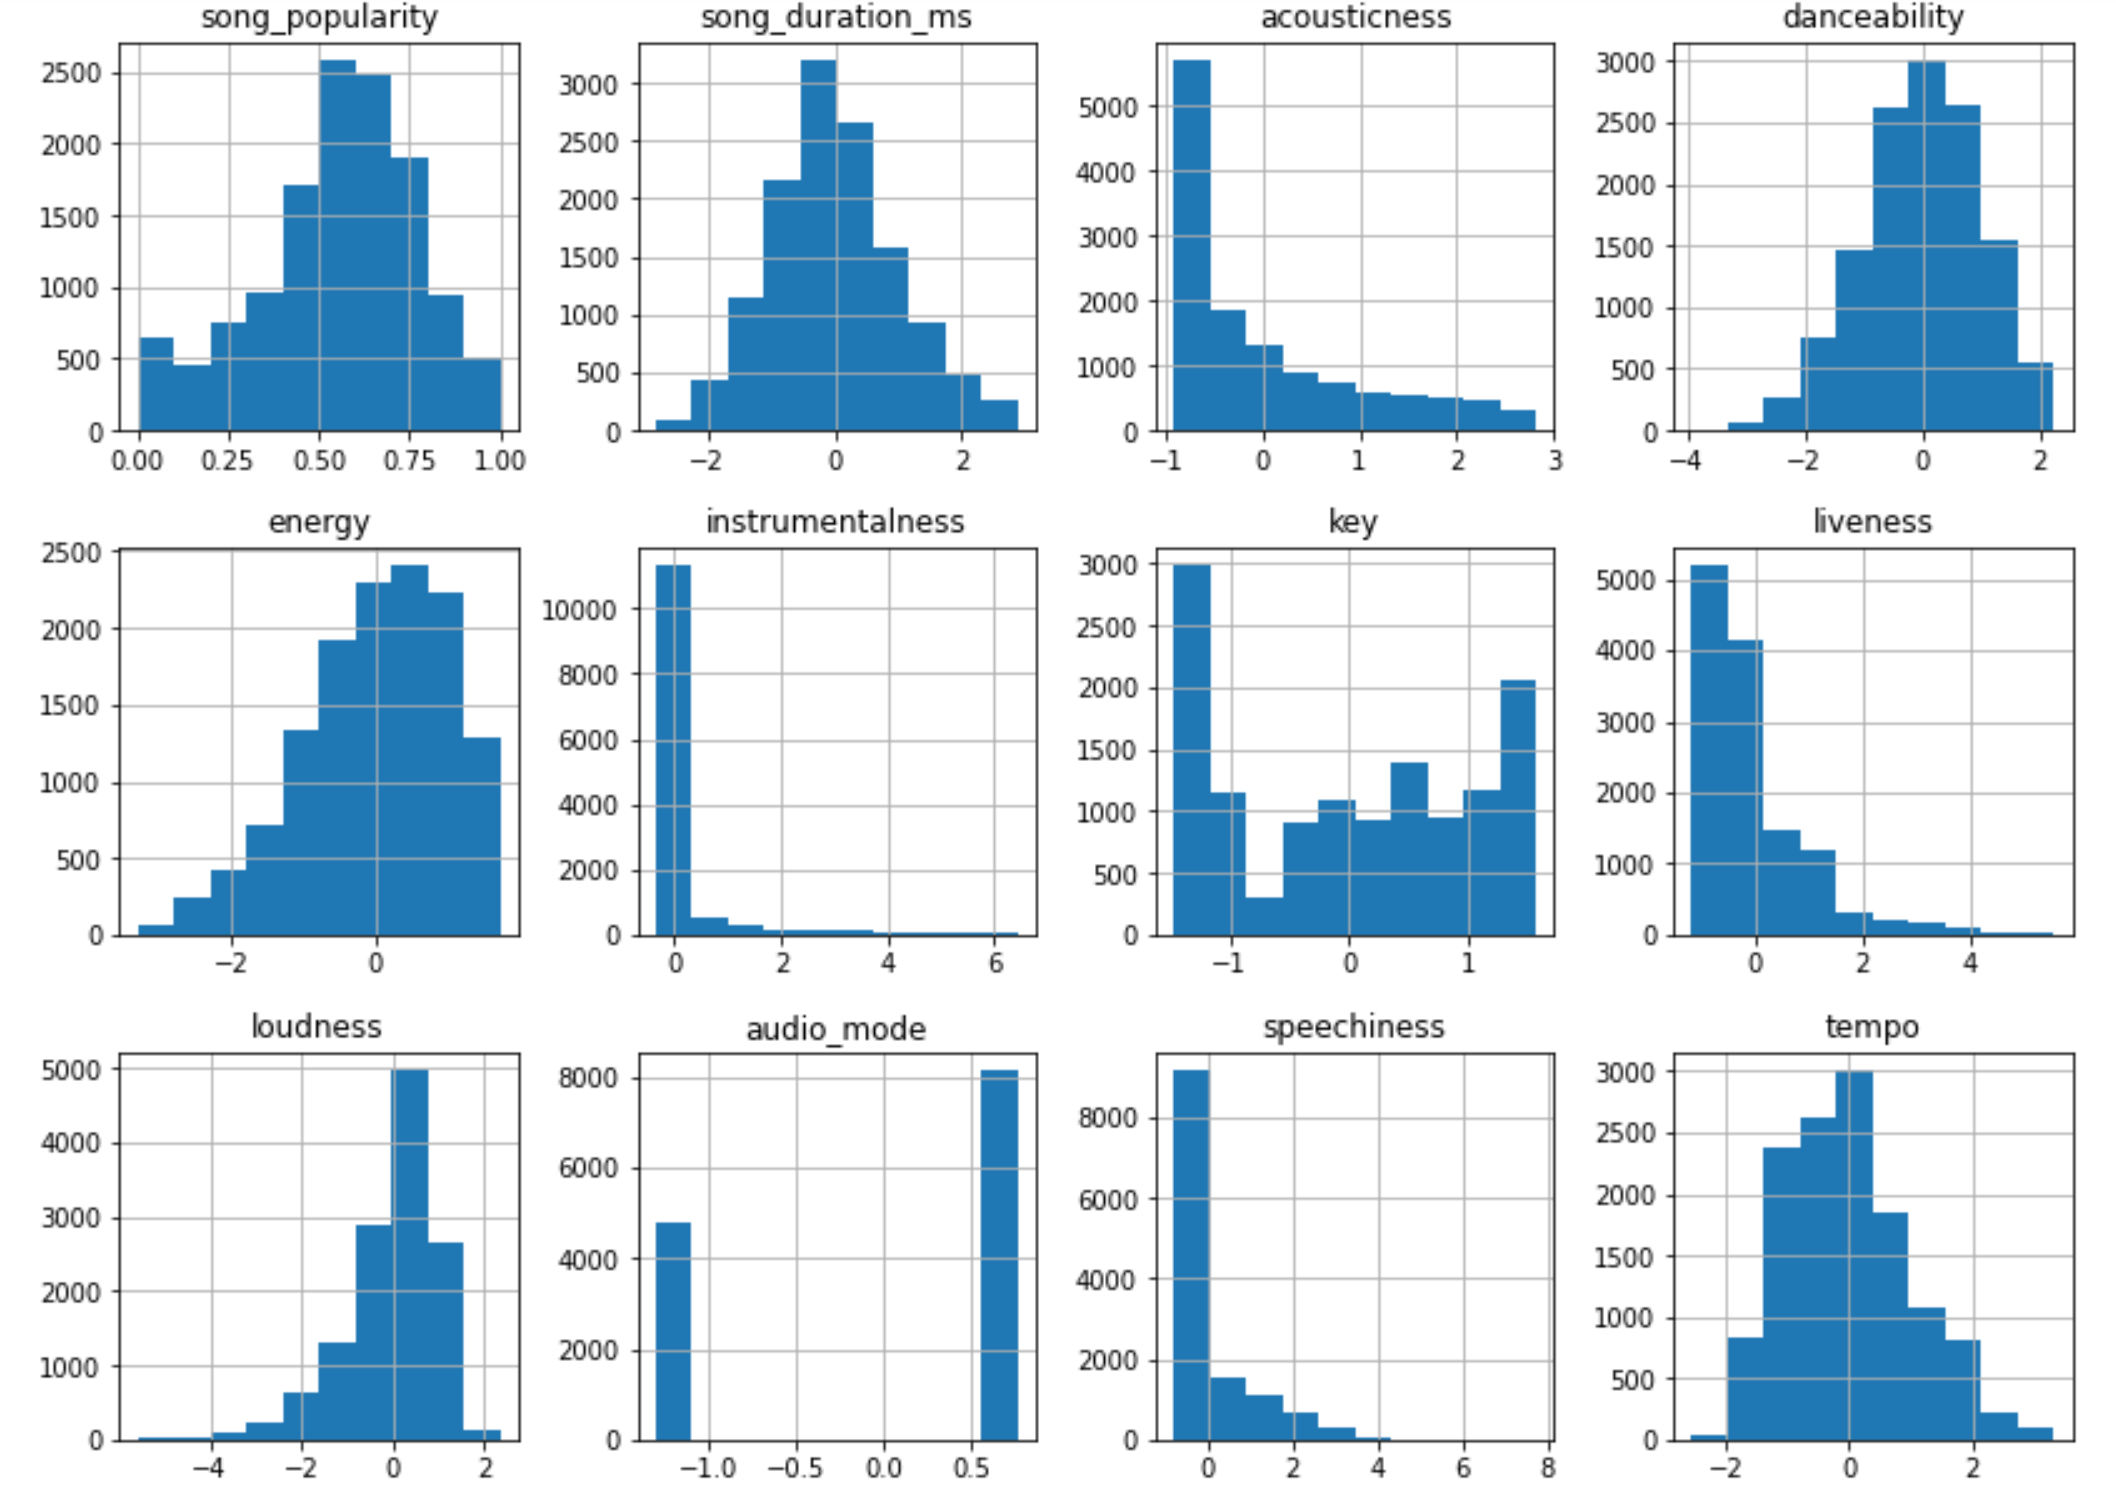 song_popularity song_duration_ms acousticness danceability
2500 3000 5000 3000
2000 2500 4000 2500
1500 2000 3000 2000
1000 1500 2000 1500
500 1000 1000 1000
0 500 0 500
0 0
0.00 0.25 0.50 0.75 1.00 −2 0 2 −1 0 1 2 3 −4 −2 0 2
energy instrumentalness key liveness
2500 10000 3000 5000
2000 8000 2500 4000
1500 6000 2000 3000
1000 4000 1500 2000
500 2000 1000 1000
0 0 500 0
0
−2 0 0 2 4 6 −1 0 1 0 2 4
loudness audio_mode speechiness tempo
5000 8000 8000 3000
4000 6000 6000 2500
3000 4000 4000 2000
2000 2000 2000 1500
1000 0 0 1000
0 500
0
−4 −2 0 2 −1.0 −0.5 0.0 0.5 0 2 4 6 8 −2 0 2